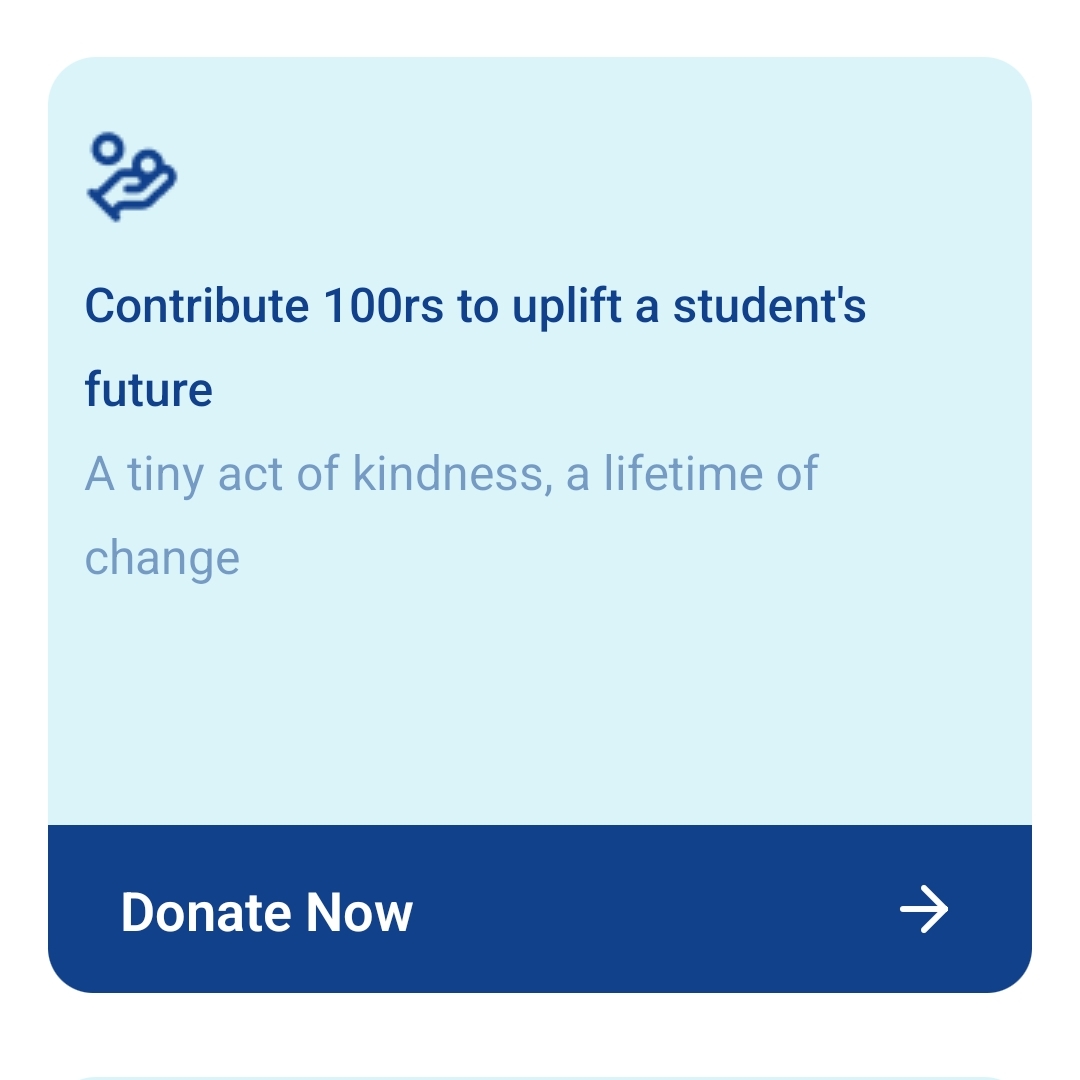 Contribute 100rs to uplift a student's
future
A tiny act of kindness, a lifetime of
change
Donate Now